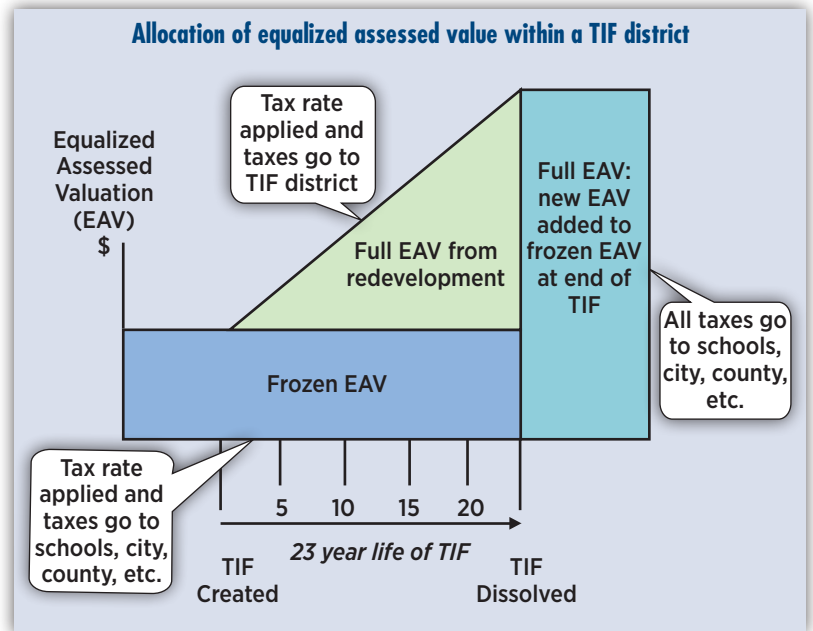 Allocation of equalized assessed value within a TIF district
Equalized
Assessed
Valuation
(EAV)
$
Tax rate
applied and
taxes go to
TIF district
Full EAV from
redevelopment
Full EAV:
new EAV
added to
frozen EAV
at end of
TIF
All taxes go
to schools,
city, county,
etc.
Frozen EAV
Tax rate
applied and
taxes go to
schools, city,
county, etc.
5 10 15 20
23 year life of TIF
TIF
Created
TIF
Dissolved